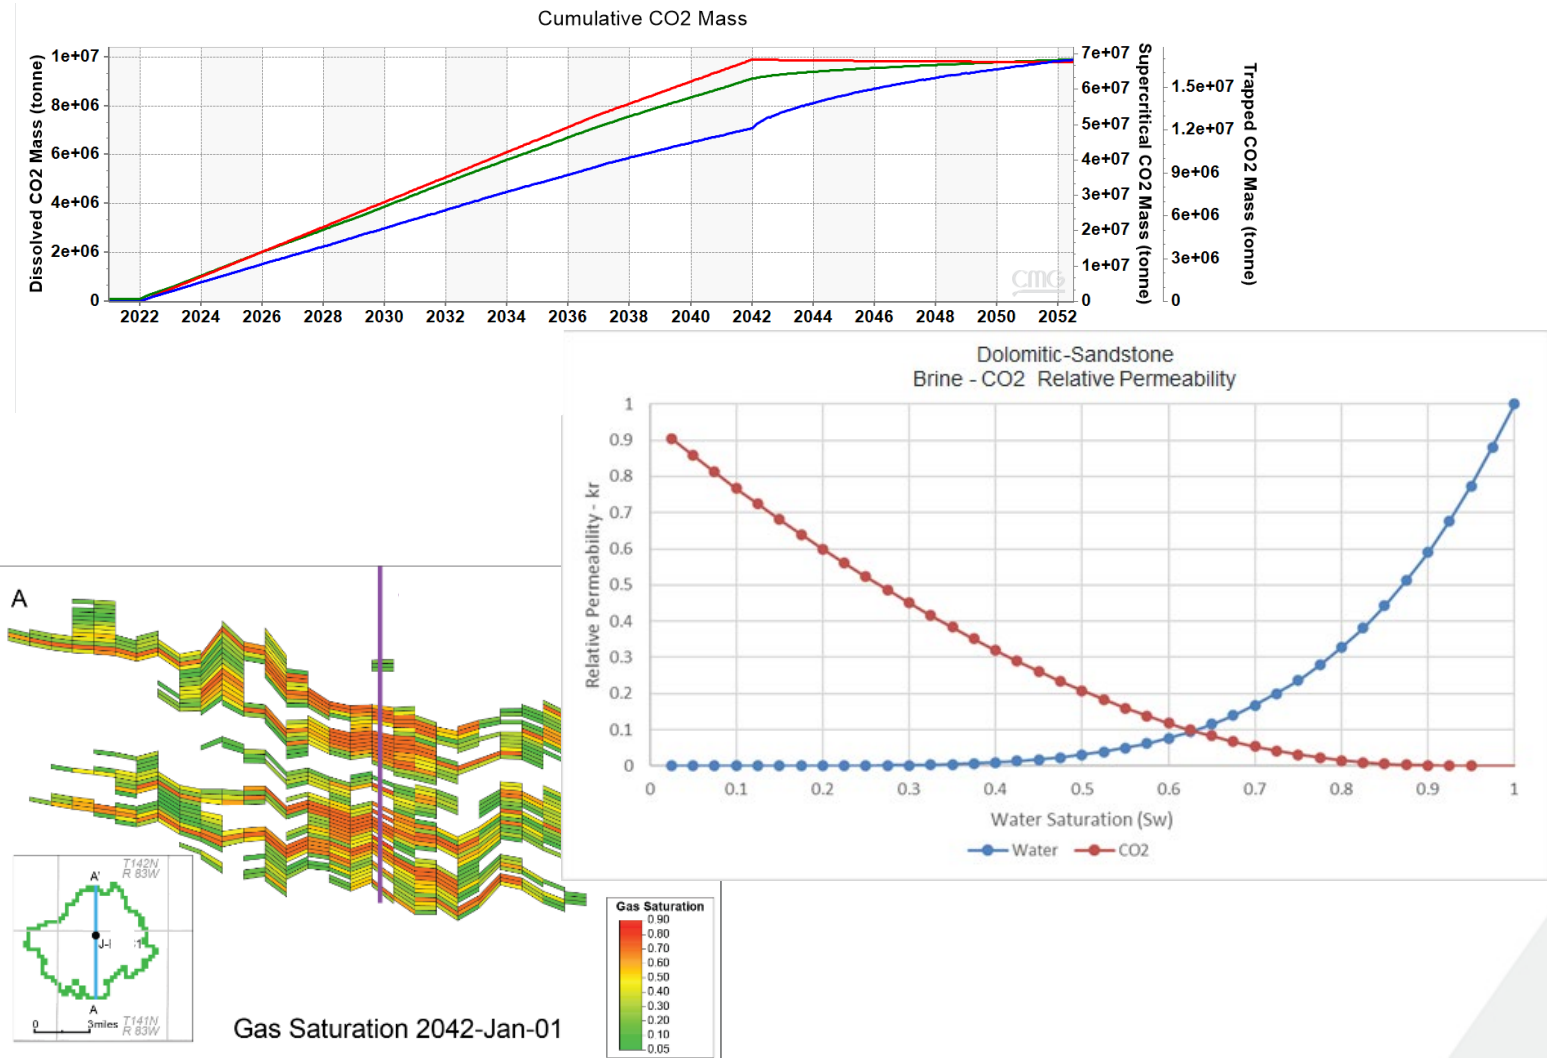 Cumulative CO2 Mass
Dissolved CO2 Mass (tonne)
1e+07
8e+06
6e+06
4e+06
2e+06
0
7e+07
6e+07
5e+07
4e+07
3e+07
2e+07
1e+07
0
Supercritical CO2 Mass (tonne)
1.5e+07
1.2e+07
9e+06
6e+06
3e+06
0
Trapped CO2 Mass (tonne)
2022 2024 2026 2028 2030 2032 2034 2036 2038 2040 2042 2044 2046 2048 2050 2052
CMG
Dolomitic-Sandstone
Brine - CO2 Relative Permeability
Relative Permeability - kr
1
0.9
0.8
0.7
0.6
0.5
0.4
0.3
0.2
0.1
0
0 0.1 0.2 0.3 0.4 0.5 0.6 0.7 0.8 0.9 1
Water Saturation (Sw)
Water CO2
A
T142N
R 83W
A'
J-
A
0 3miles
T141N
R 83W
Gas Saturation 2042-Jan-01
Gas Saturation
0.90
0.80
0.70
0.60
0.50
0.40
0.30
0.20
0.10
0.05